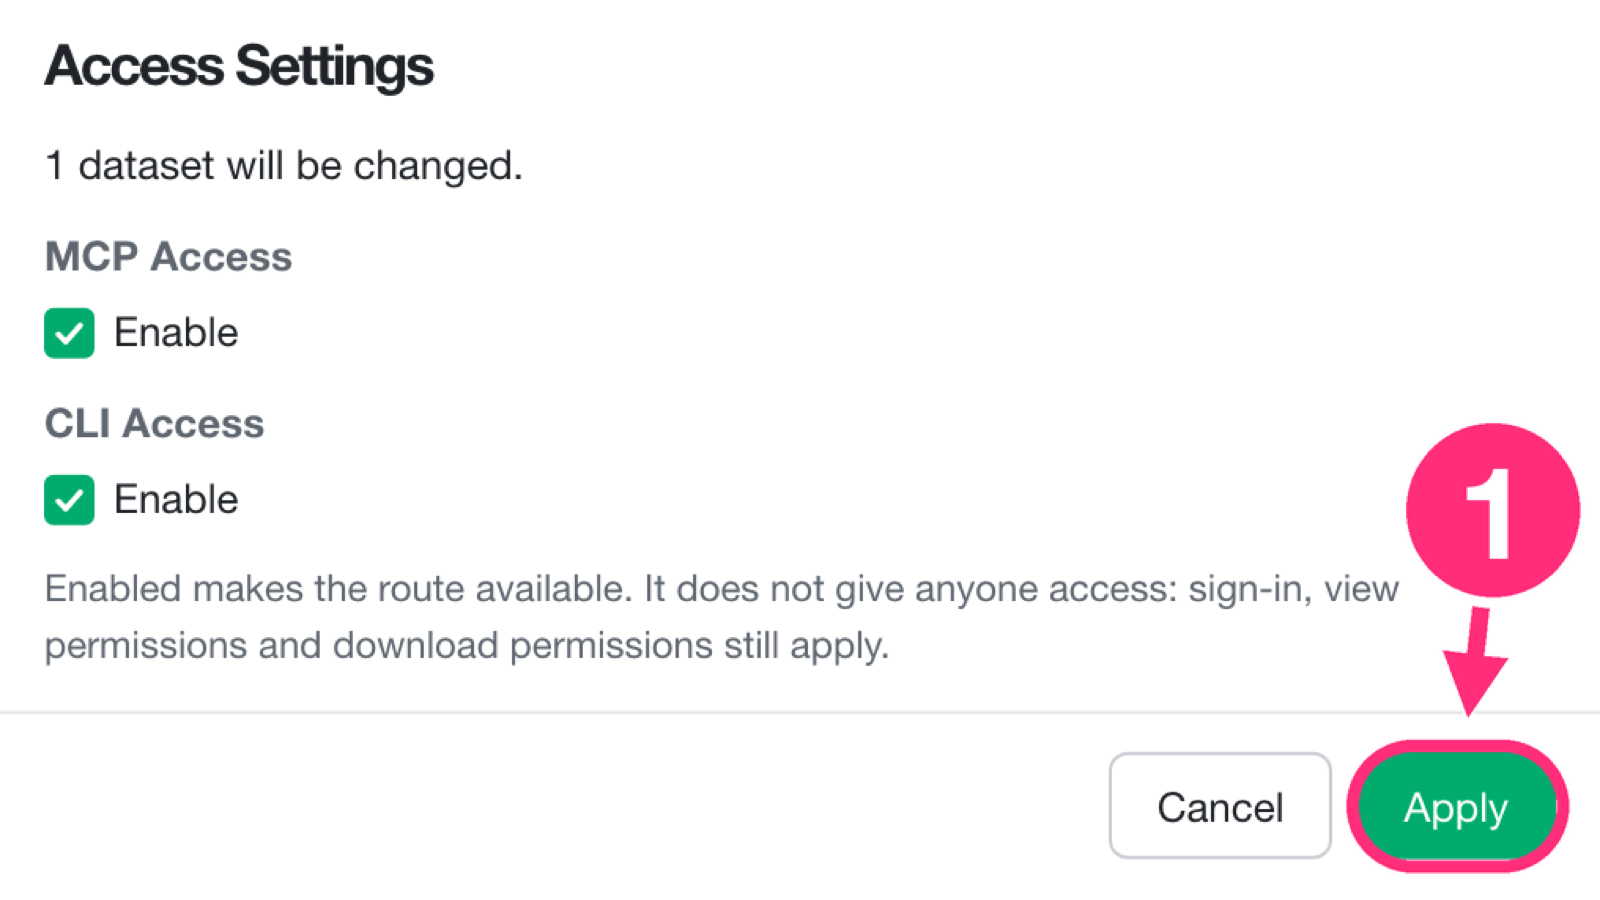 Access Settings
1 dataset will be changed.
MCP Access
Enable
CLI Access
Enable
1
Enabled makes the route available. It does not give anyone access: sign-in, view
permissions and download permissions still apply.
Cancel
Apply